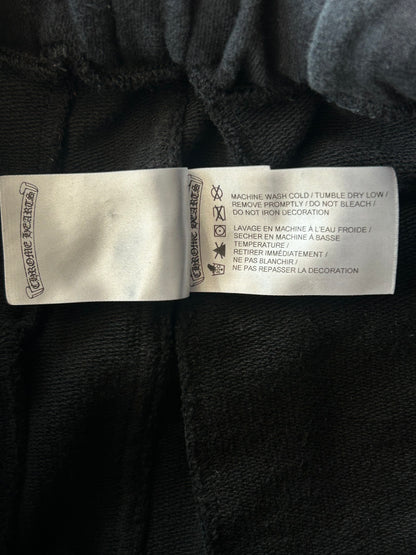 CHROME HEARTS
CHROME HEARTS
MACHINE WASH COLD / TUMBLE DRY LOW /
REMOVE PROMPTLY / DO NOT BLEACH /
DO NOT IRON DECORATION
LAVAGE EN MACHINE À L'EAU FROIDE /
SECHER EN MACHINE À BASSE
TEMPERATURE /
RETIRER IMMÉDIATEMENT /
NE PAS BLANCHIR /
NE PAS REPASSER LA DECORATION